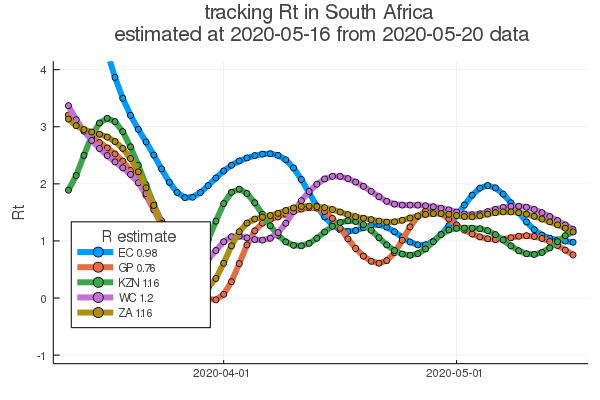 tracking Rt in South Africa
estimated at 2020-05-16 from 2020-05-20 data
4
3
2
1
0
-1
Rt
R estimate
EC 0.98
GP 0.76
KZN 1.16
WC 1.2
ZA 1.16
2020-04-01
2020-05-01